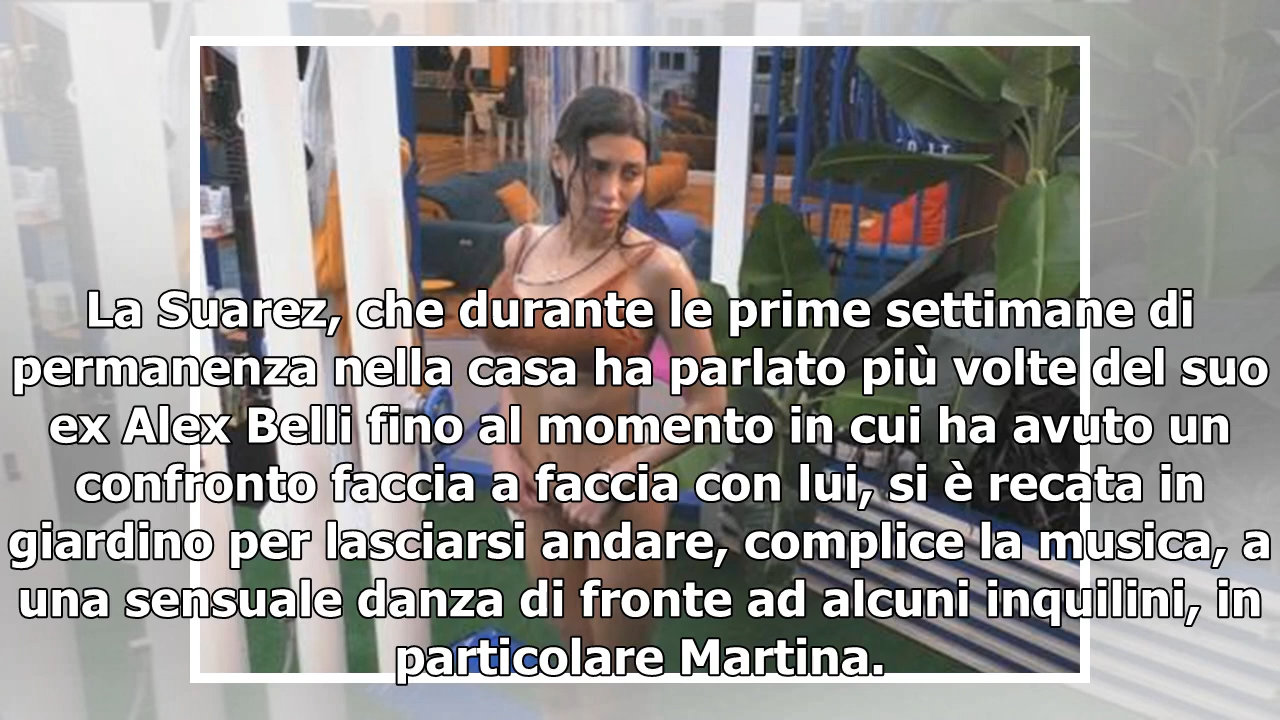 La Suarez, che durante le prime settimane di
permanenza nella casa ha parlato più volte del suo
ex Alex Belli fino al momento in cui ha avuto un
confronto faccia a faccia con lui, si è recata in
giardino per lasciarsi andare, complice la musica, a
una sensuale danza di fronte ad alcuni inquilini, in
particolare Martina.